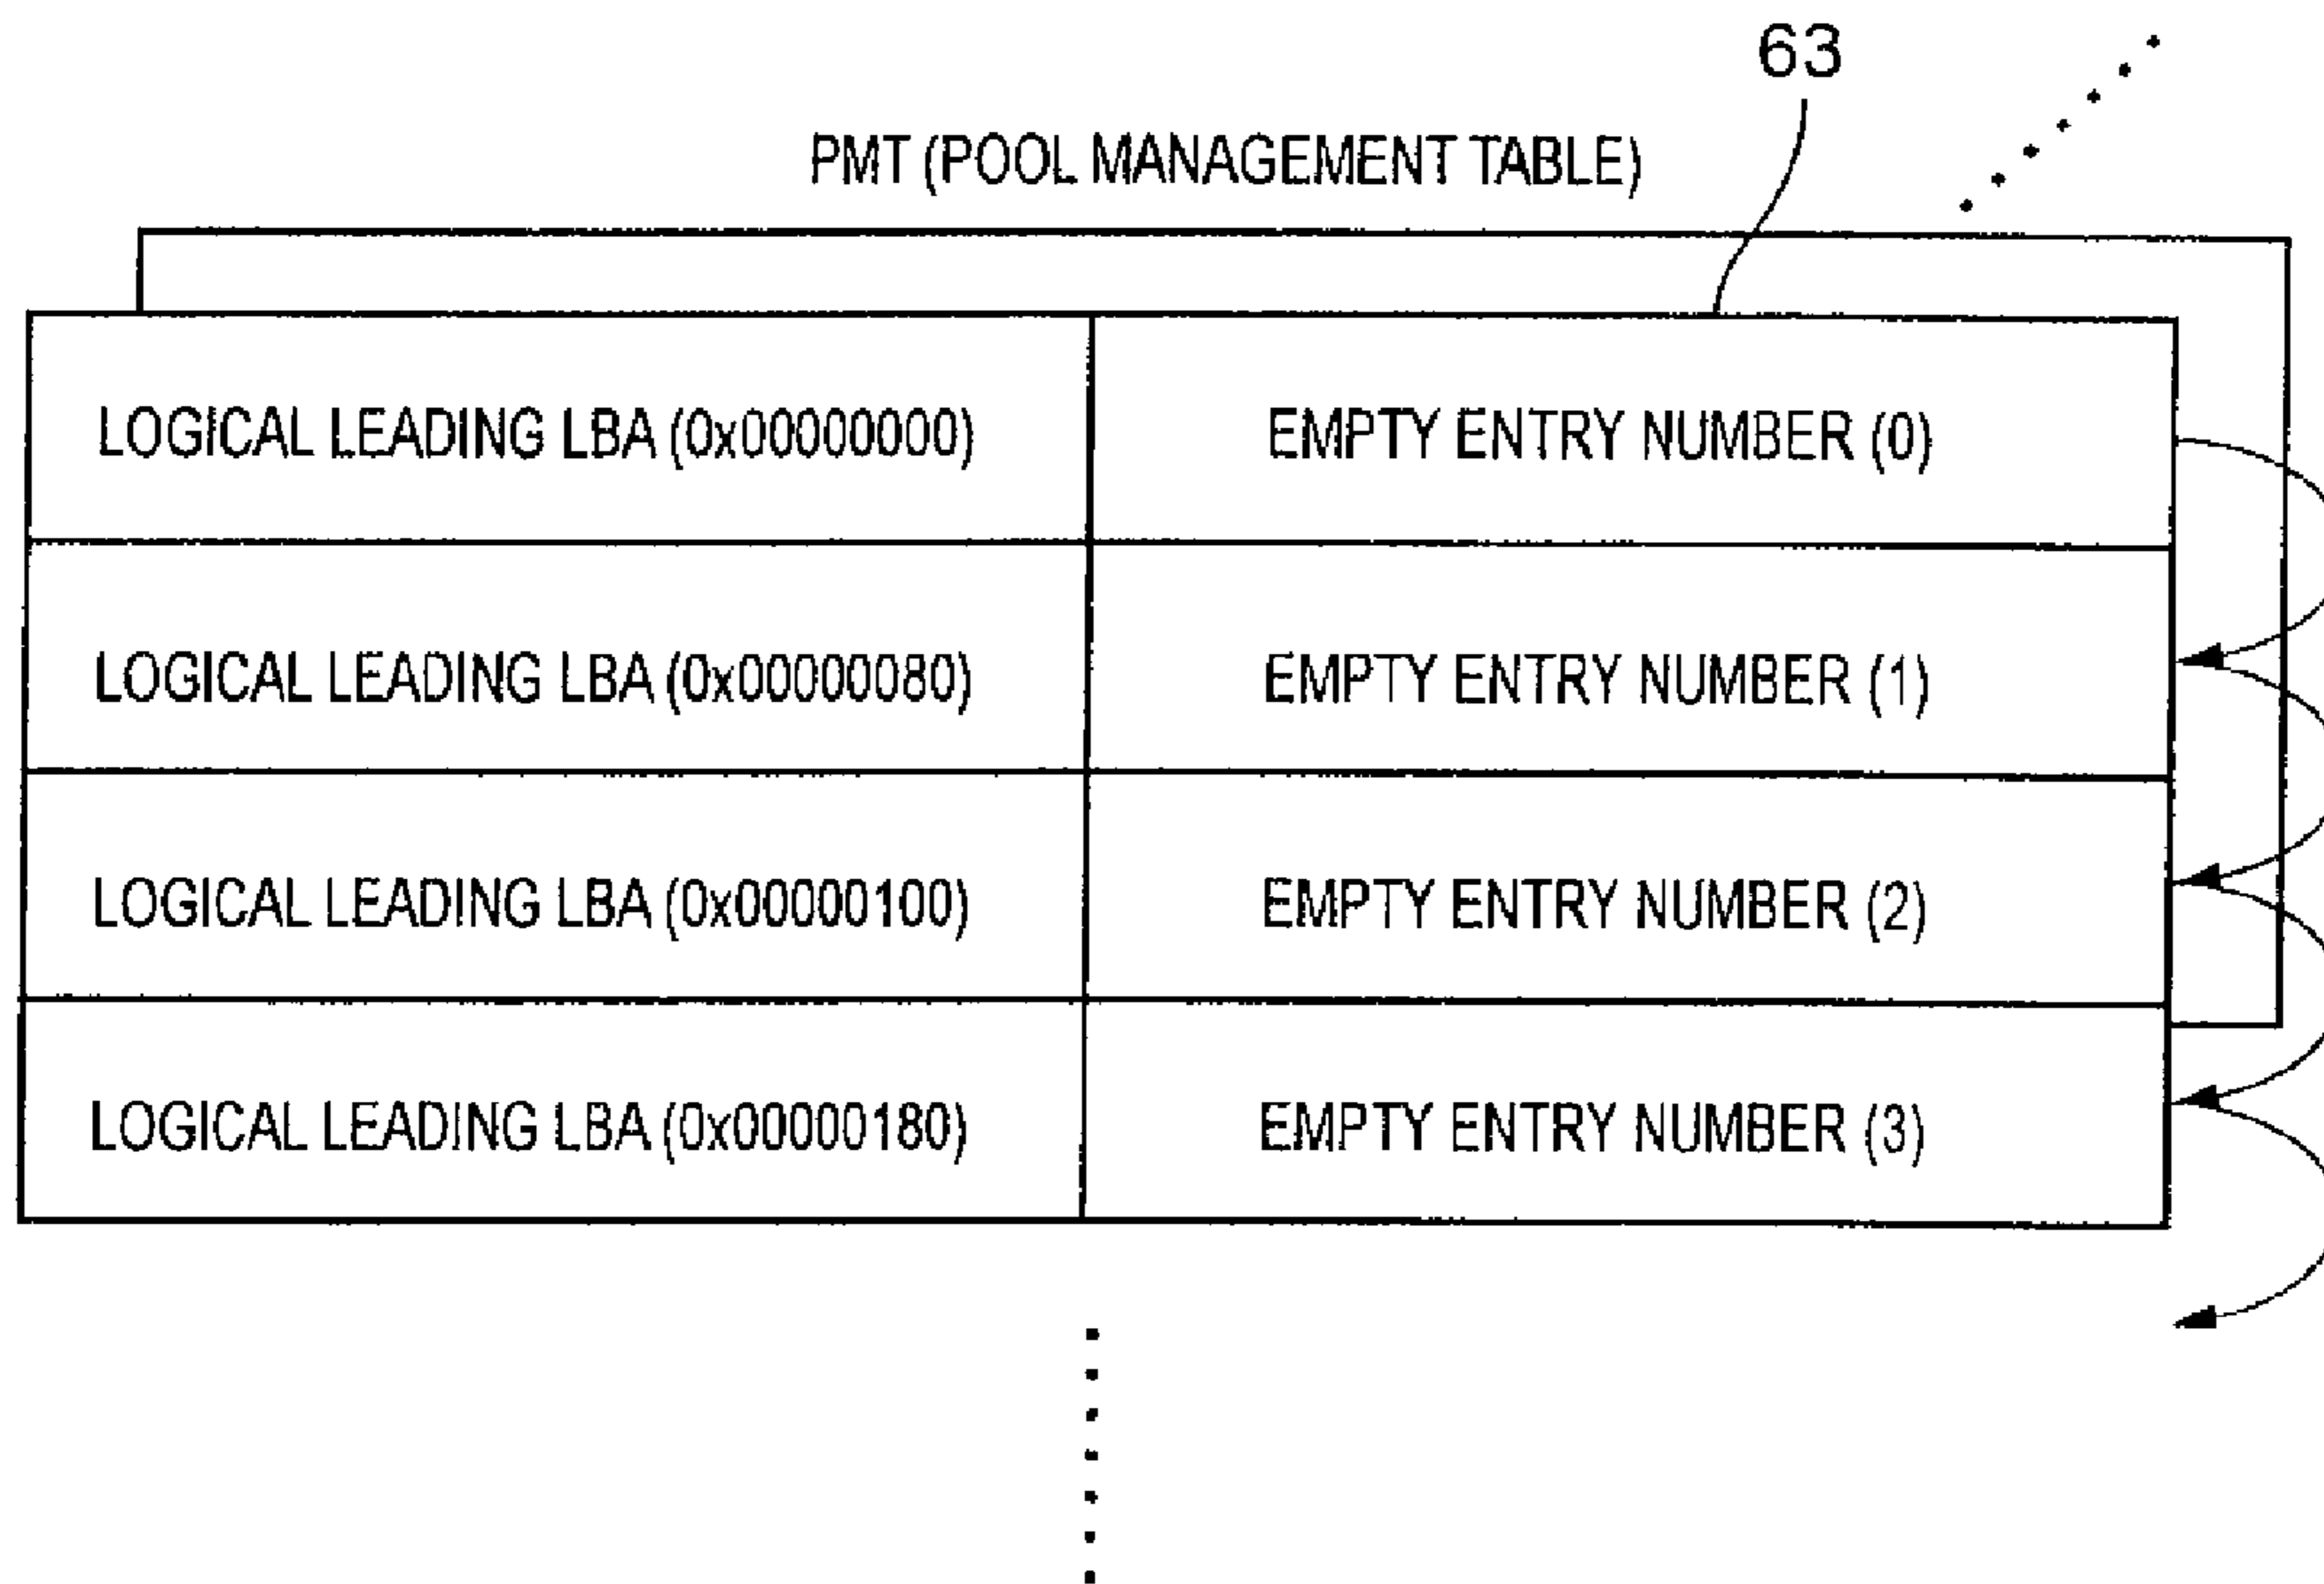 63
PMT (POOL MANAGEMENT TABLE)
LOGICAL LEADING LBA (0x00000000) EMPTY ENTRY NUMBER (0)
LOGICAL LEADING LBA (0x00000080) EMPTY ENTRY NUMBER (1)
LOGICAL LEADING LBA (0x00000100) EMPTY ENTRY NUMBER (2)
LOGICAL LEADING LBA (0x00000180) EMPTY ENTRY NUMBER (3)